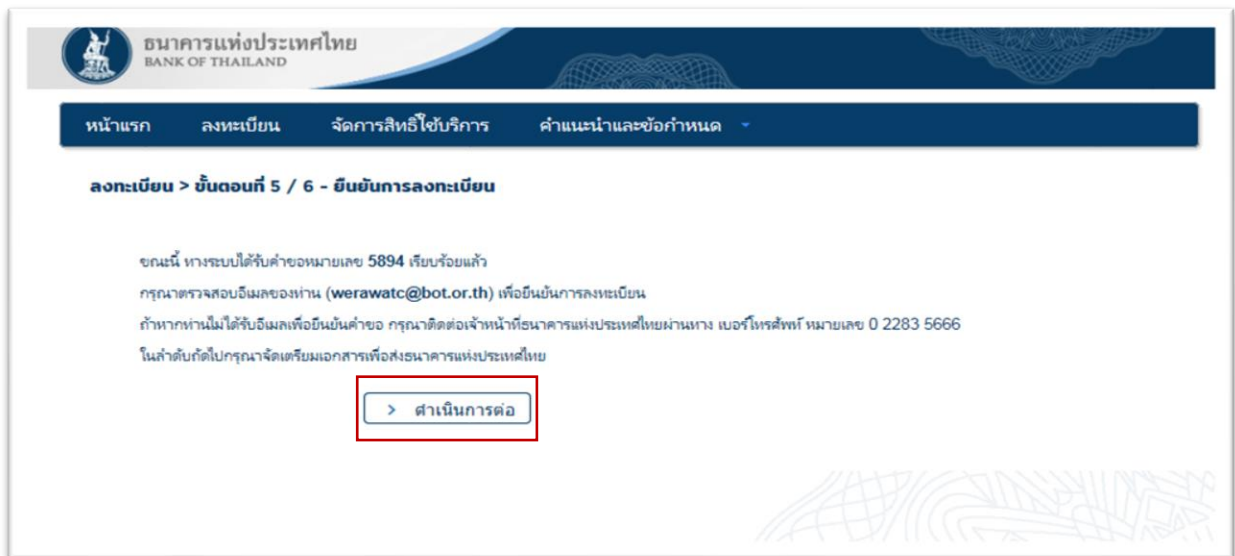 ธนาคารแห่งประเทศไทย
BANK OF THAILAND
หน้าแรก ลงทะเบียน จัดการสิทธิ์ใช้บริการ คำแนะนำและข้อกำหนด
ลงทะเบียน > ขั้นตอนที่ 5 / 6 - ยืนยันการลงทะเบียน
ขณะนี้ ทางระบบได้รับคำขอหมายเลข 5894 เรียบร้อยแล้ว
กรุณาตรวจสอบอีเมลของท่าน (werawatc@bot.or.th) เพื่อยืนยันการลงทะเบียน
ถ้าหากท่านไม่ได้รับอีเมลเพื่อยืนยันคำขอ กรุณาติดต่อเจ้าหน้าที่ธนาคารแห่งประเทศไทยผ่านทาง เบอร์โทรศัพท์ หมายเลข 0 2283 5666
ในลำดับถัดไปกรุณาจัดเตรียมเอกสารเพื่อส่งธนาคารแห่งประเทศไทย
> ดำเนินการต่อ